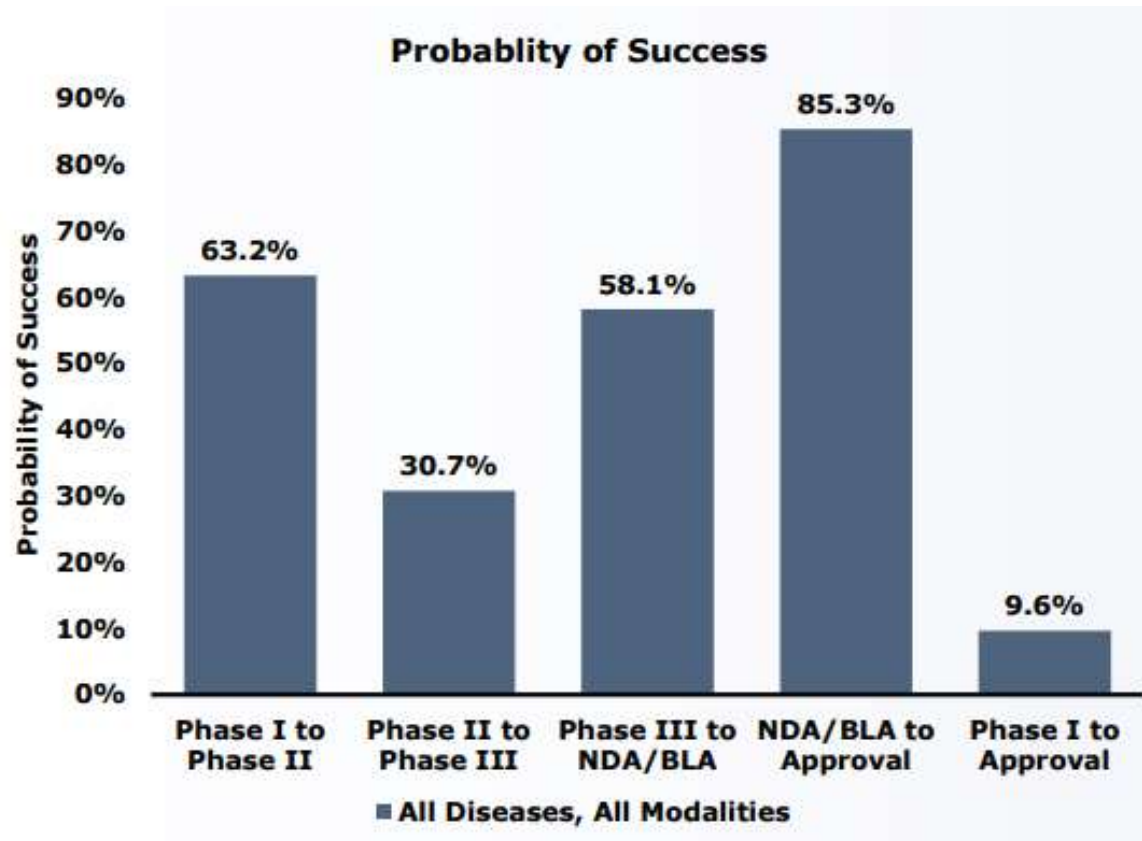 Probablity of Success
90%
80%
70%
60%
50%
40%
30%
20%
10%
0%
Probability of Success
63.2%
30.7%
58.1%
85.3%
9.6%
Phase I to
Phase II
Phase II to
Phase III
Phase III to
NDA/BLA
NDA/BLA to
Approval
Phase I to
Approval
All Diseases, All Modalities